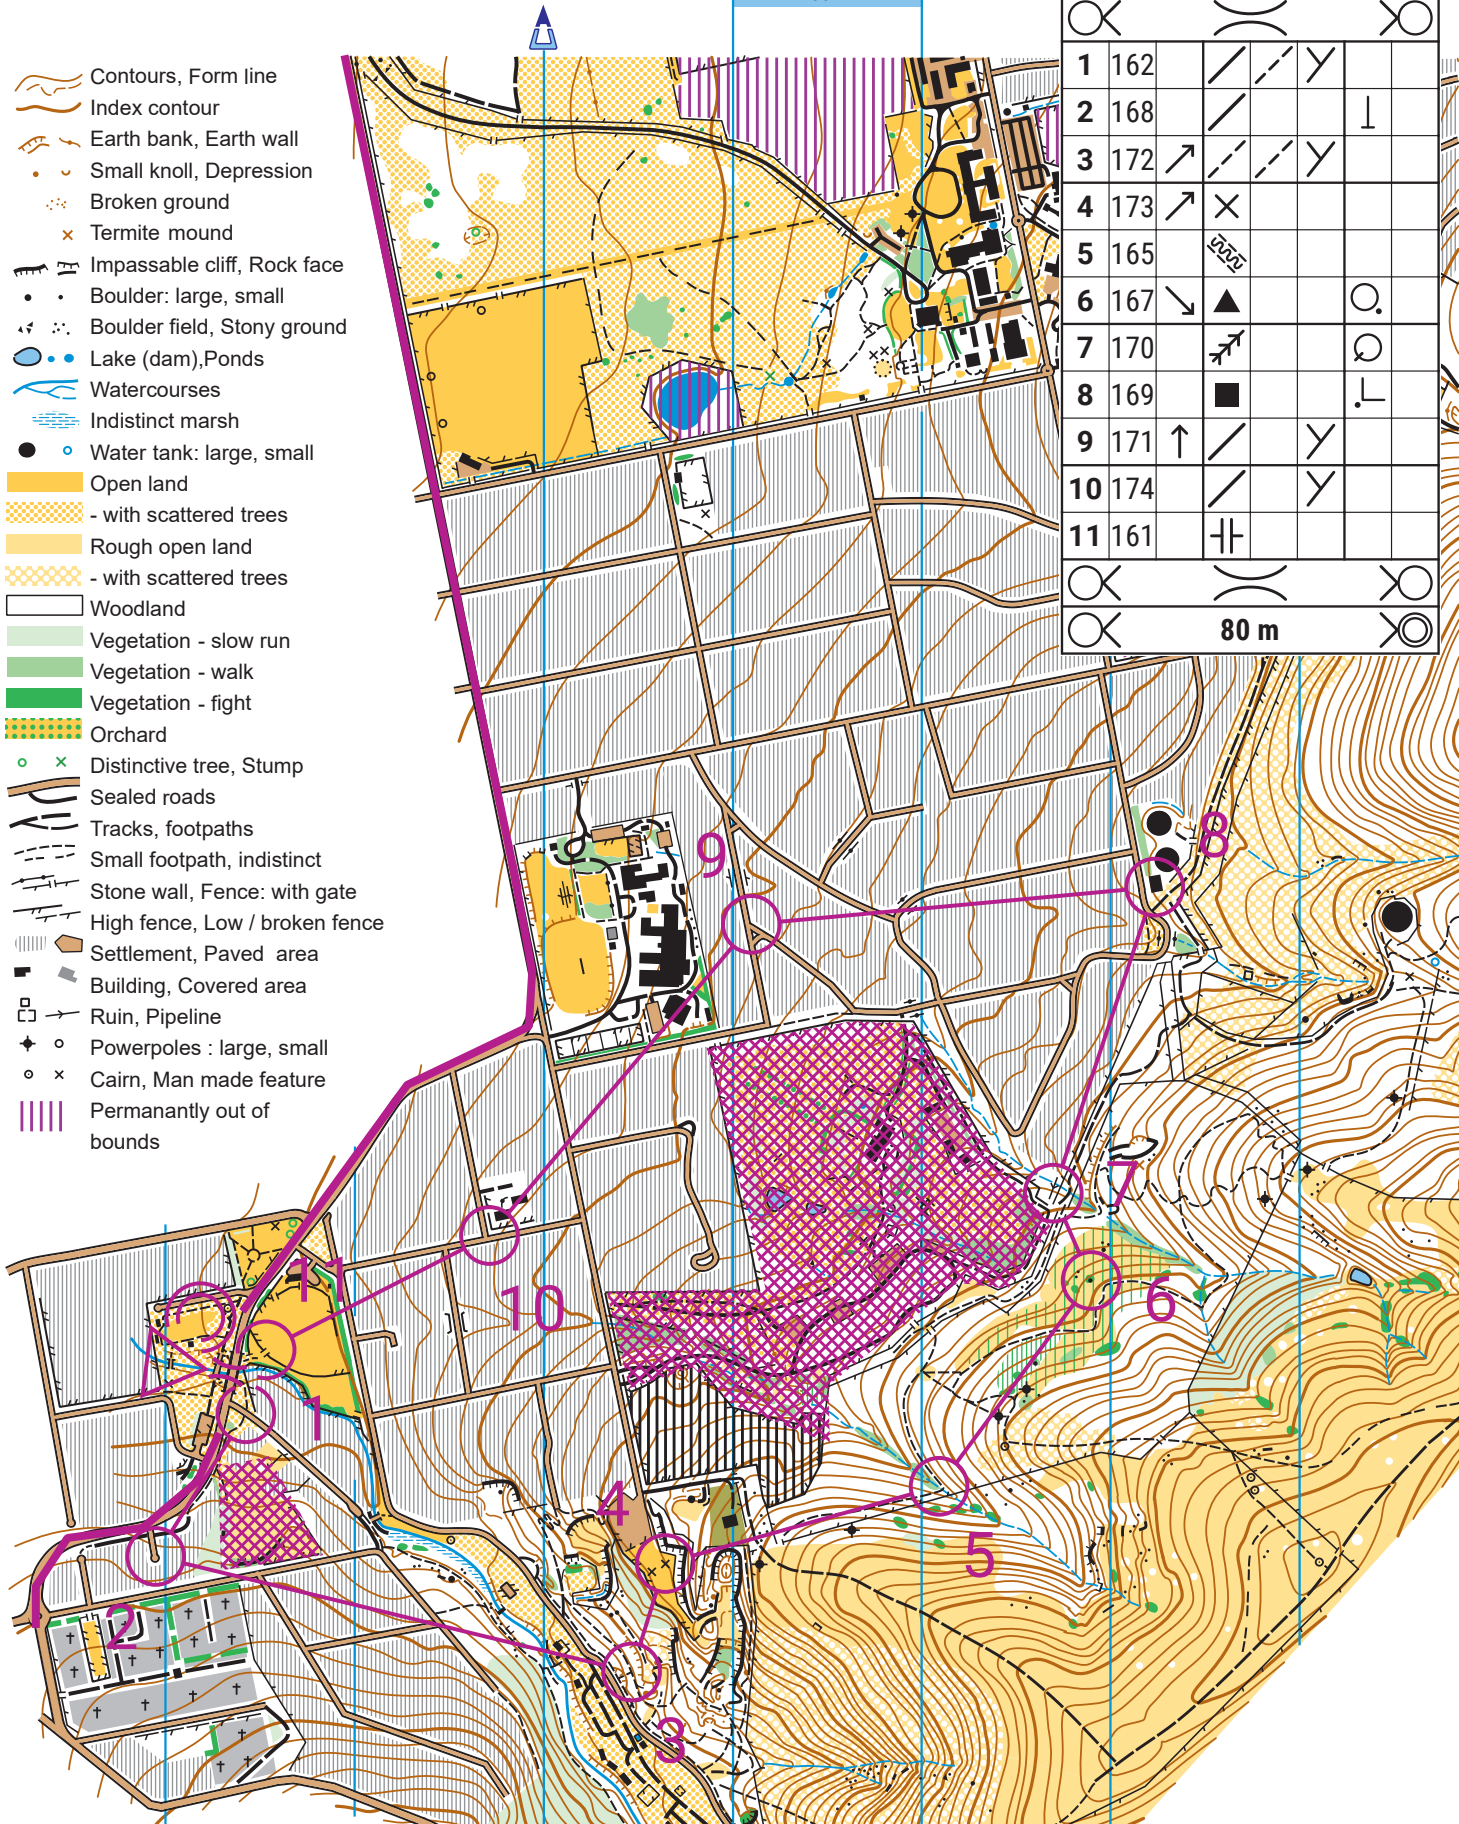 Contours, Form line
Index contour
Earth bank, Earth wall
Small knoll, Depression
Broken ground
Termite mound
Impassable cliff, Rock face
Boulder: large, small
Boulder field, Stony ground
Lake (dam),Ponds
Watercourses
Indistinct marsh
Water tank: large, small
Open land
- with scattered trees
Rough open land
- with scattered trees
Woodland
Vegetation - slow run
Vegetation - walk
Vegetation - fight
Orchard
Distinctive tree, Stump
Sealed roads
Tracks, footpaths
Small footpath, indistinct
Stone wall, Fence: with gate
High fence, Low / broken fence
Settlement, Paved area
Building, Covered area
Ruin, Pipeline
Powerpoles : large, small
Cairn, Man made feature
Permanantly out of
bounds
1 162
2 168
3 172
4 173
5 165
6 167
7 170
8 169
9 171
10 174
11 161
80 m
8
9
7
11
10
6
1
4
5
2
3